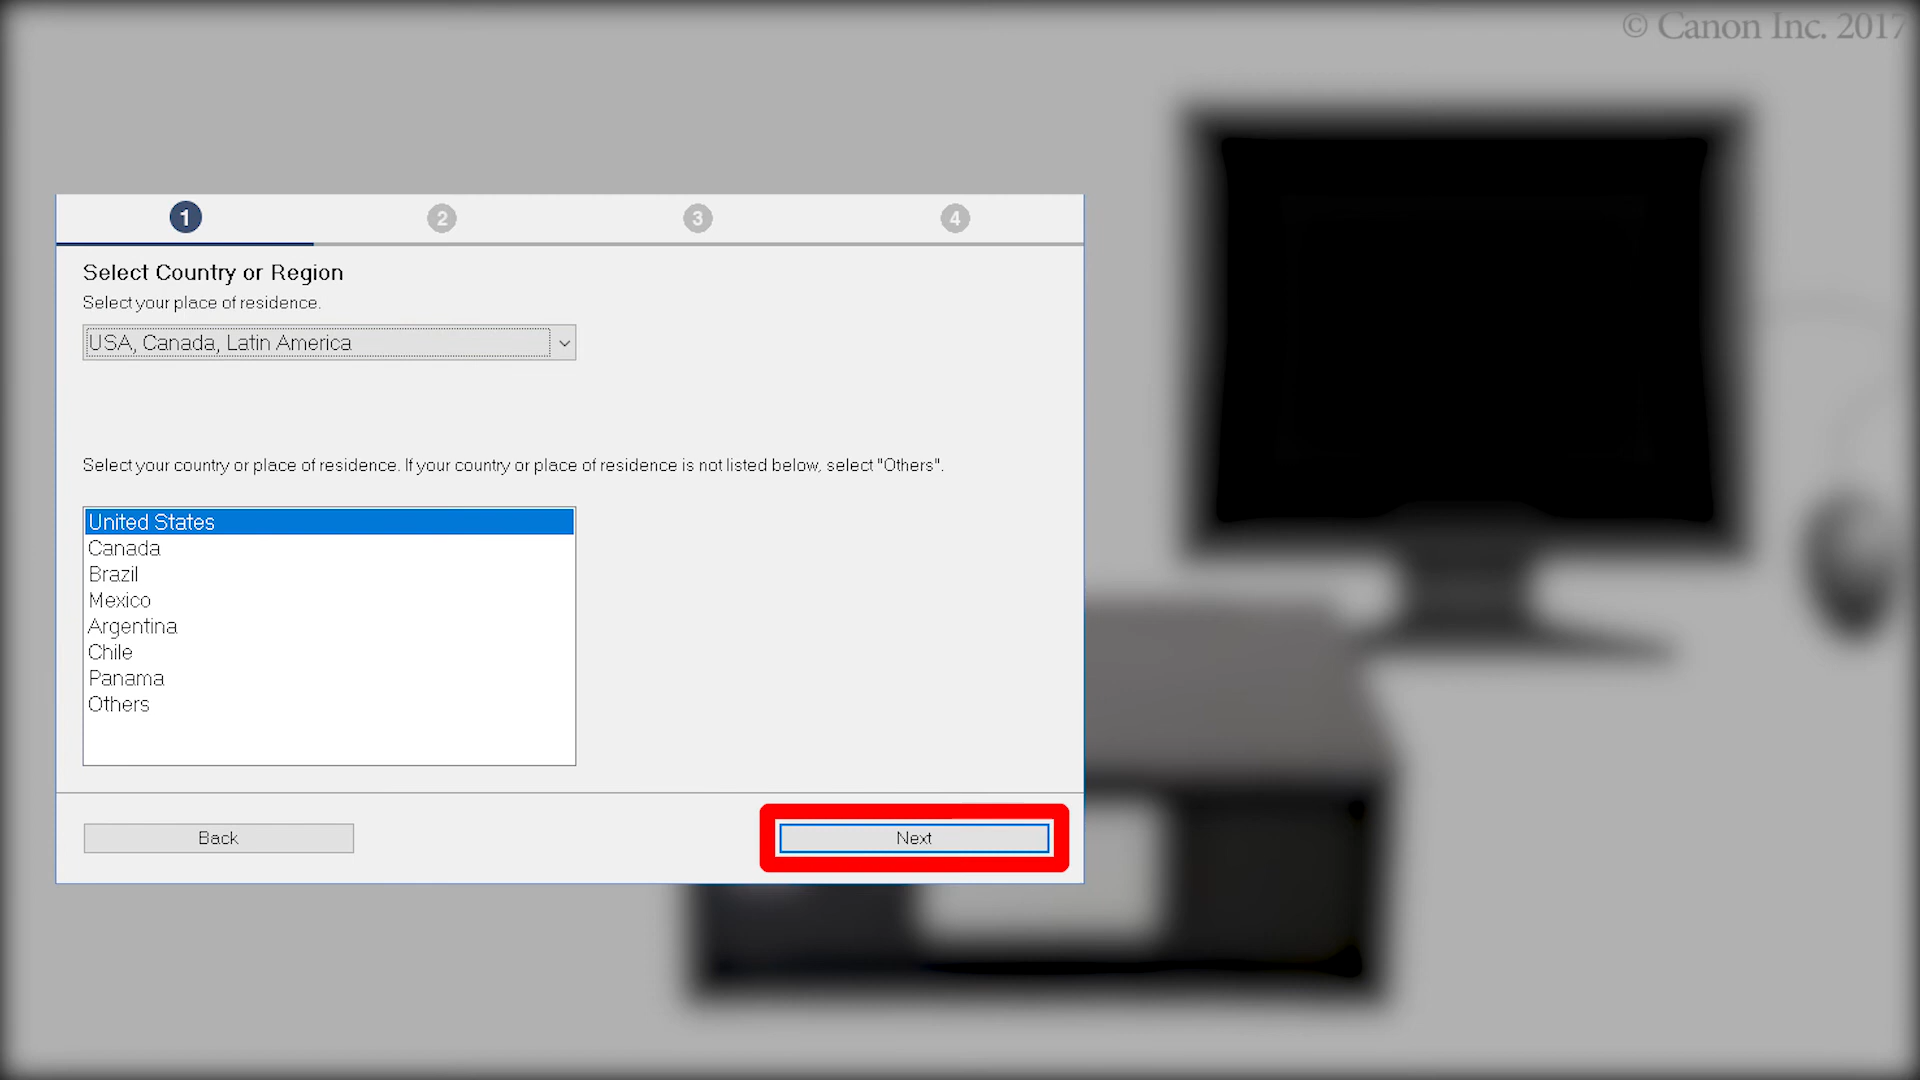 © Canon Inc. 2017
1 2 3 4
Select Country or Region
Select your place of residence.
USA, Canada, Latin America
Select your country or place of residence. If your country or place of residence is not listed below, select "Others".
United States
Canada
Brazil
Mexico
Argentina
Chile
Panama
Others
Back Next